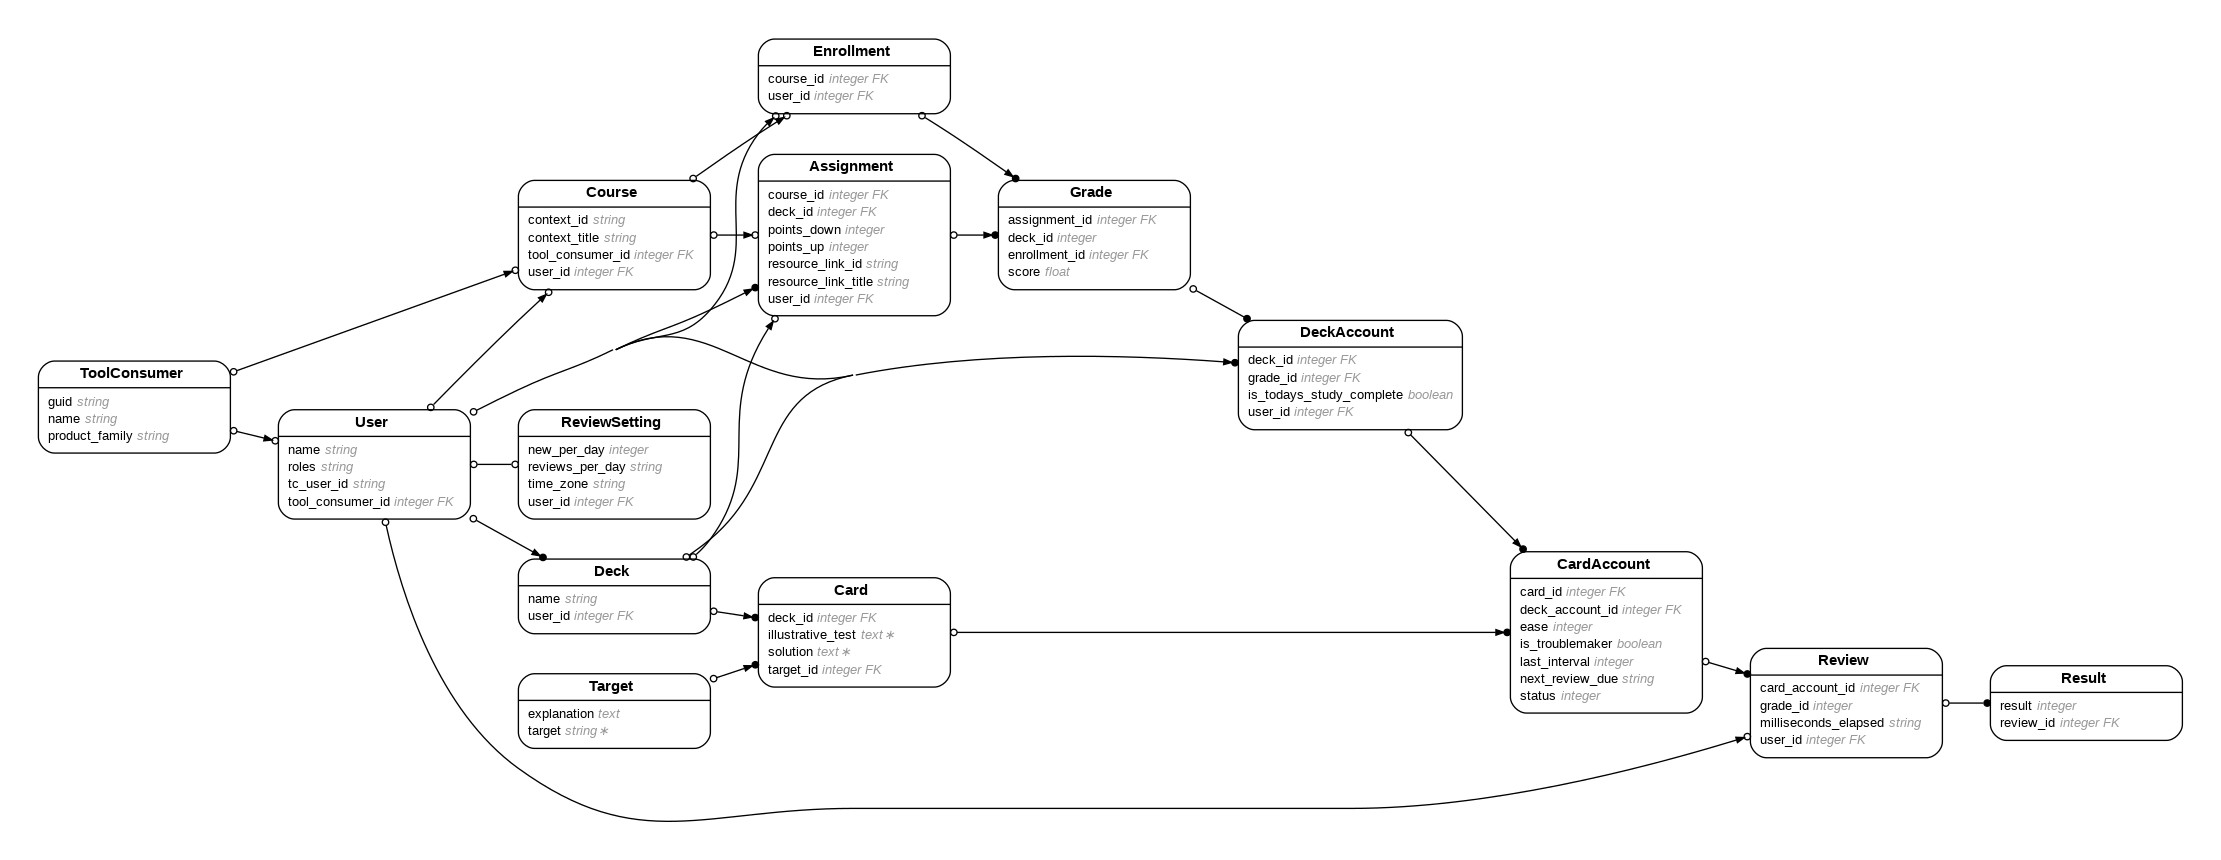 Enrollment
course_id integer FK
user_id integer FK
Assignment
course_id integer FK
deck_id integer FK
points_down integer
points_up integer
resource_link_id string
resource_link_title string
user_id integer FK
Course
context_id string
context_title string
tool_consumer_id integer FK
user_id integer FK
Grade
assignment_id integer FK
deck_id integer
enrollment_id integer FK
score float
DeckAccount
deck_id integer FK
grade_id integer FK
is_todays_study_complete boolean
user_id integer FK
ToolConsumer
guid string
name string
product_family string
User
name string
roles string
tc_user_id string
tool_consumer_id integer FK
ReviewSetting
new_per_day integer
reviews_per_day string
time_zone string
user_id integer FK
Deck
name string
user_id integer FK
Card
deck_id integer FK
illustrative_test text∗
solution text∗
target_id integer FK
Target
explanation text
target string∗
CardAccount
card_id integer FK
deck_account_id integer FK
ease integer
is_troublemaker boolean
last_interval integer
next_review_due string
status integer
Review
card_account_id integer FK
grade_id integer
milliseconds_elapsed string
user_id integer FK
Result
result integer
review_id integer FK